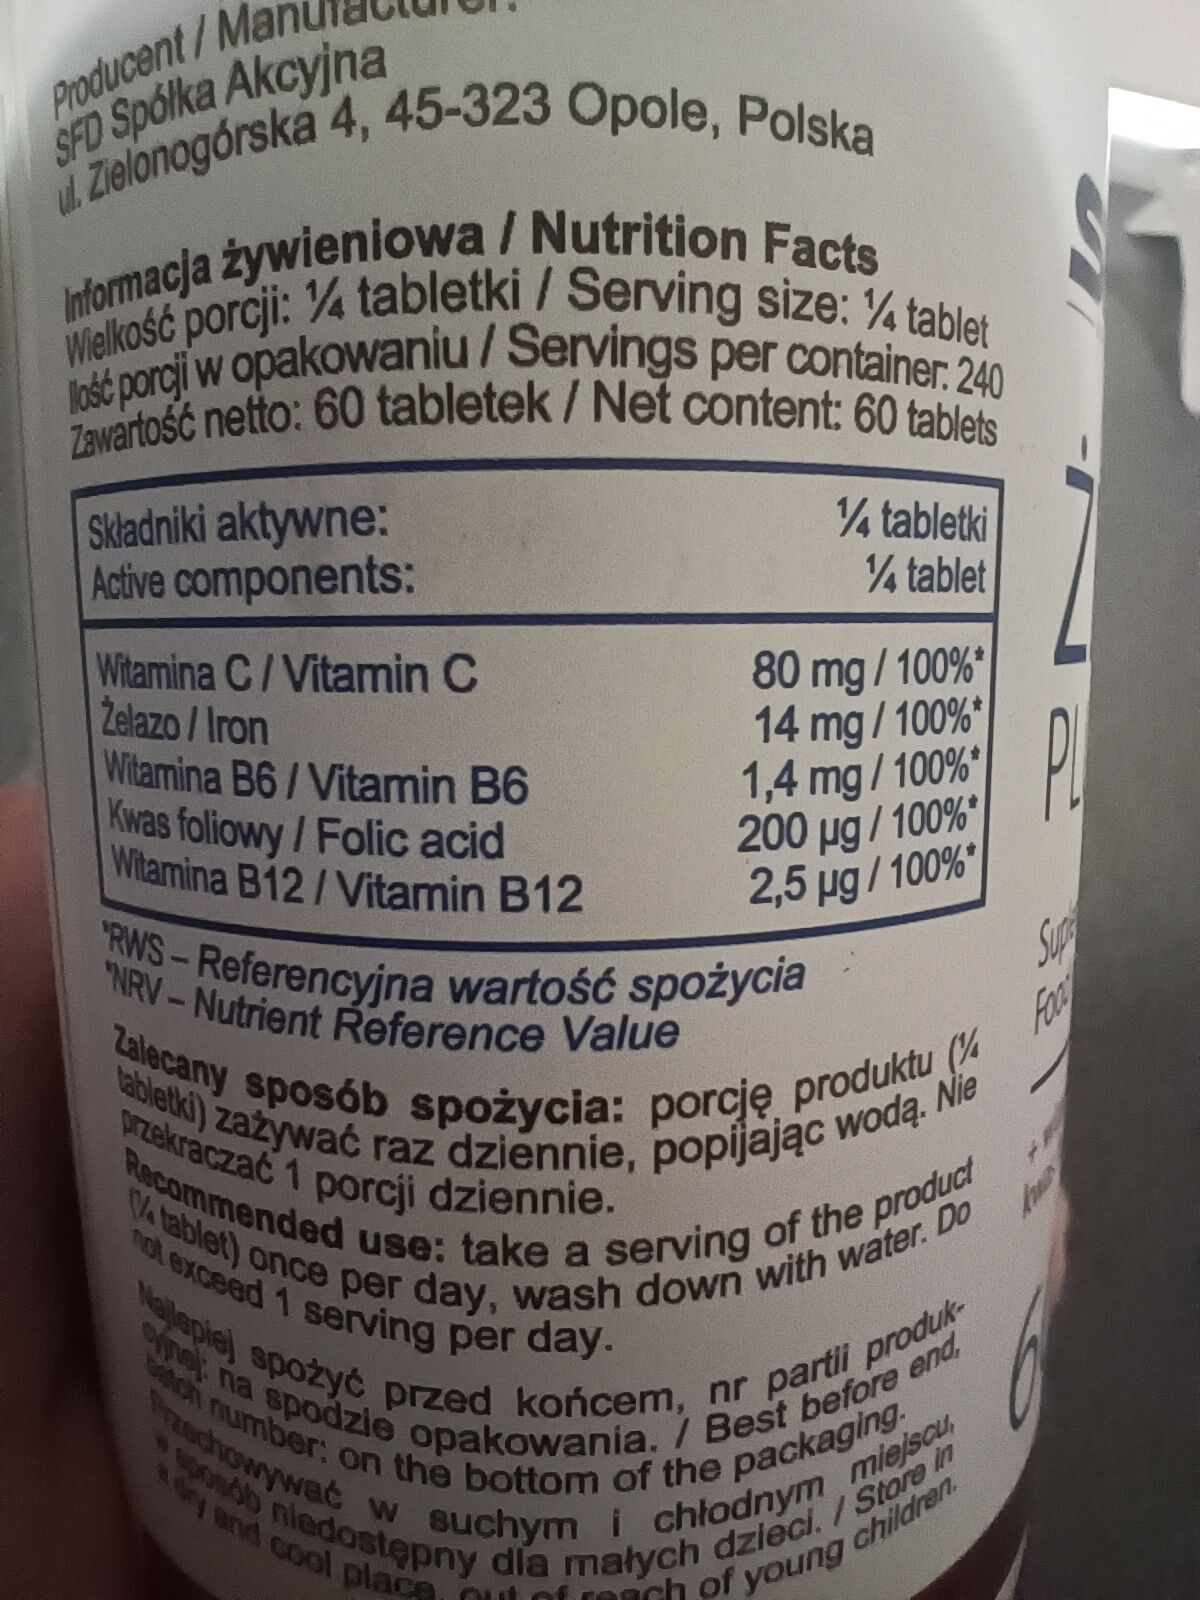 Producent / Manufacturer:
SFD Spółka Akcyjna
ul. Zielonogórska 4, 45-323 Opole, Polska
Informacja żywieniowa / Nutrition Facts
Wielkość porcji: ¼ tabletki / Serving size: ¼ tablet
Ilość porcji w opakowaniu / Servings per container: 240
Zawartość netto: 60 tabletek / Net content: 60 tablets
Składniki aktywne: ¼ tabletki
Active components: ¼ tablet
Witamina C / Vitamin C 80 mg / 100%*
Żelazo / Iron 14 mg / 100%*
Witamina B6 / Vitamin B6 1,4 mg / 100%*
Kwas foliowy / Folic acid 200 µg / 100%*
Witamina B12 / Vitamin B12 2,5 µg / 100%*
*RWS – Referencyjna wartość spożycia
*NRV – Nutrient Reference Value
Zalecany sposób spożycia: porcję produktu (¼
tabletki) zażywać raz dziennie, popijając wodą. Nie
przekraczać 1 porcji dziennie.
Recommended use: take a serving of the product
(¼ tablet) once per day, wash down with water. Do
not exceed 1 serving per day.
Najlepiej spożyć przed końcem, nr partii produk-
cyjnej: na spodzie opakowania. / Best before end,
batch number: on the bottom of the packaging.
Przechowywać w suchym i chłodnym miejscu,
w sposób niedostępny dla małych dzieci. / Store in
a dry and cool place, out of reach of young children.